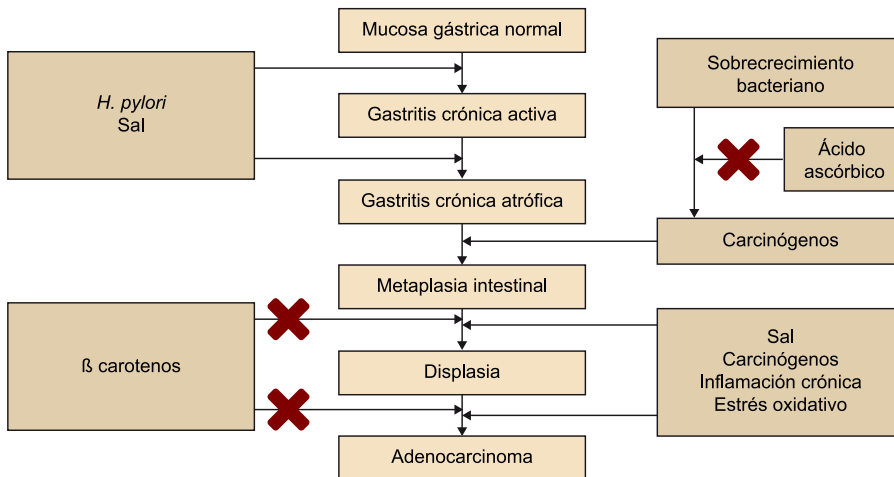 Mucosa gástrica normal
H. pylori
Sal
Gastritis crónica activa
Gastritis crónica atrófica
Metaplasia intestinal
Displasia
Adenocarcinoma
Sobrecrecimiento
bacteriano
Ácido
ascórbico
Carcinógenos
ß carotenos
Sal
Carcinógenos
Inflamación crónica
Estrés oxidativo